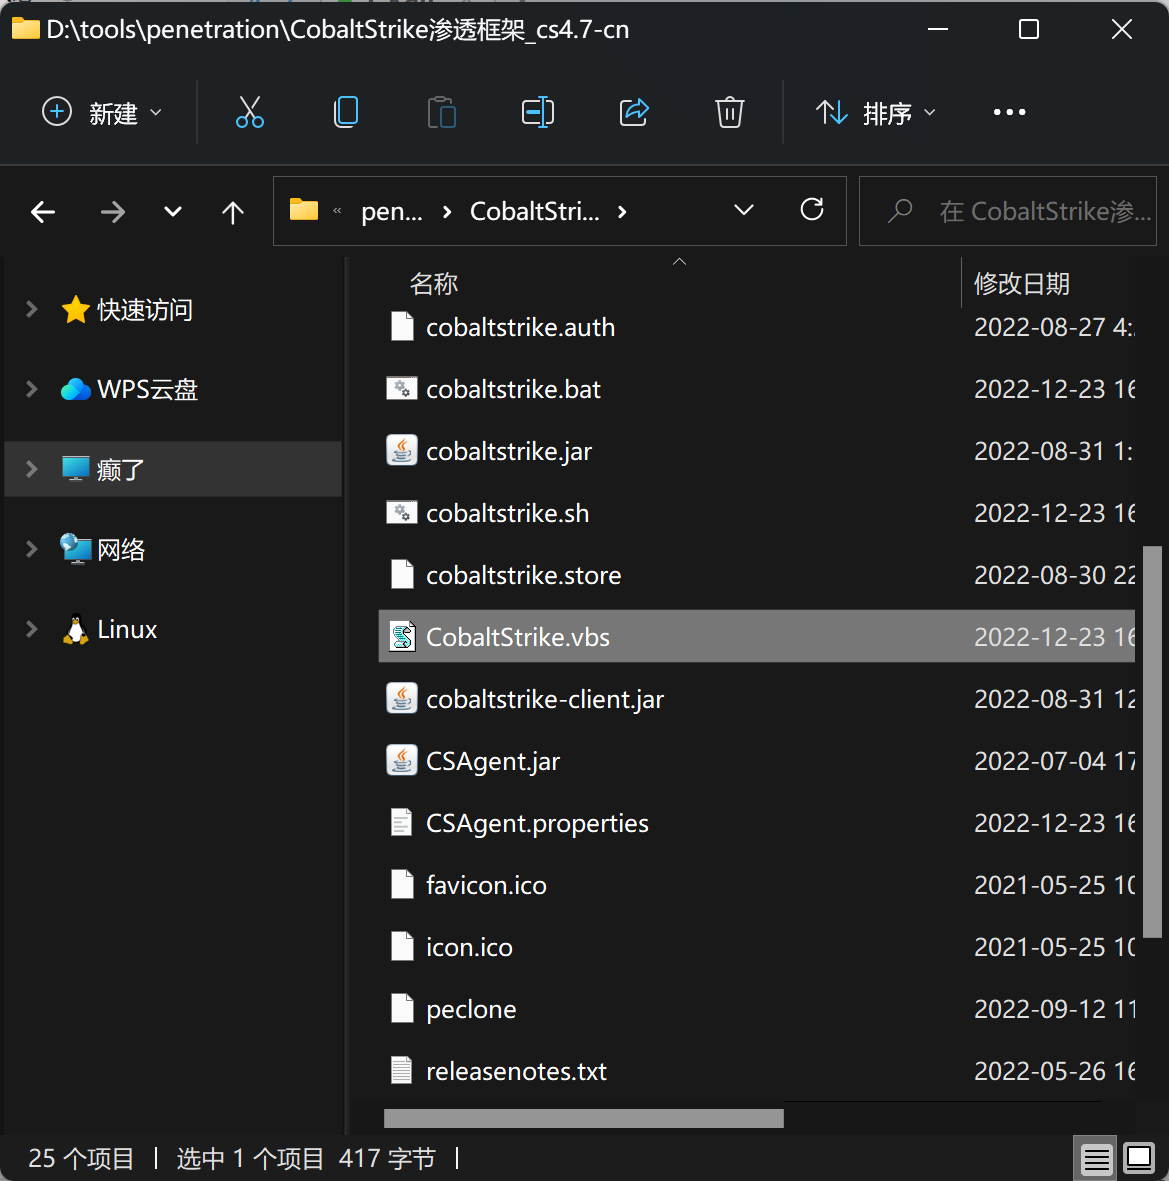 D:\tools\penetration\CobaltStrike渗透框架_cs4.7-cn
新建
排序
« pen... › CobaltStri... ›
在 CobaltStrike渗...
快速访问
WPS云盘
癫了
网络
Linux
名称 修改日期
cobaltstrike.auth 2022-08-27 4:
cobaltstrike.bat 2022-12-23 16
cobaltstrike.jar 2022-08-31 1:
cobaltstrike.sh 2022-12-23 16
cobaltstrike.store 2022-08-30 22
CobaltStrike.vbs 2022-12-23 16
cobaltstrike-client.jar 2022-08-31 12
CSAgent.jar 2022-07-04 17
CSAgent.properties 2022-12-23 16
favicon.ico 2021-05-25 10
icon.ico 2021-05-25 10
peclone 2022-09-12 11
releasenotes.txt 2022-05-26 16
25 个项目 | 选中 1 个项目 417 字节 |